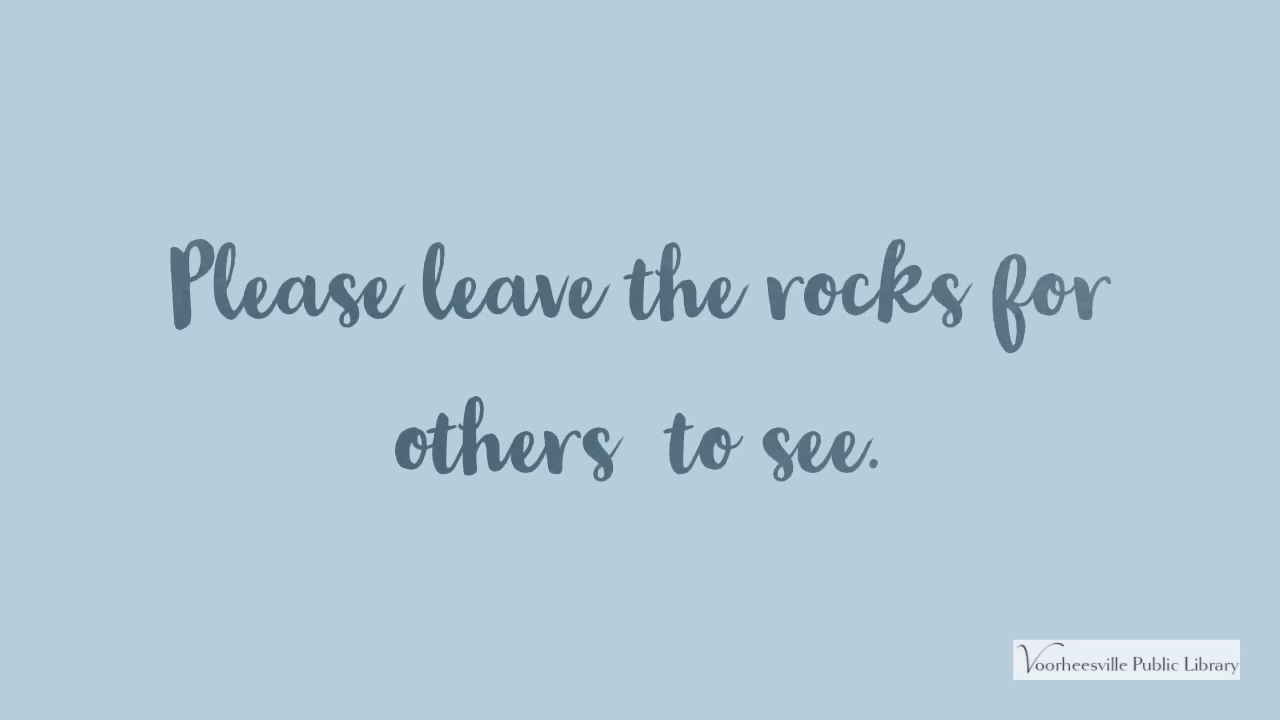 Please leave the rocks for
others to see.
Voorheesville Public Library